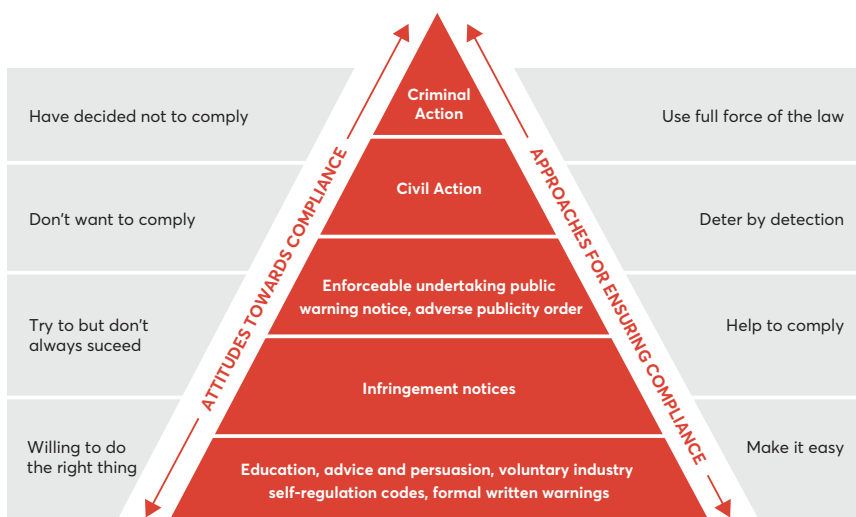 Criminal
Action
Have decided not to comply
Use full force of the law
Civil Action
Don't want to comply
Deter by detection
ATTITUDES TOWARDS COMPLIANCE
APPROACHES FOR ENSURING COMPLIANCE
Enforceable undertaking public
warning notice, adverse publicity order
Try to but don't
always suceed
Help to comply
Infringement notices
Willing to do
the right thing
Make it easy
Education, advice and persuasion, voluntary industry
self-regulation codes, formal written warnings